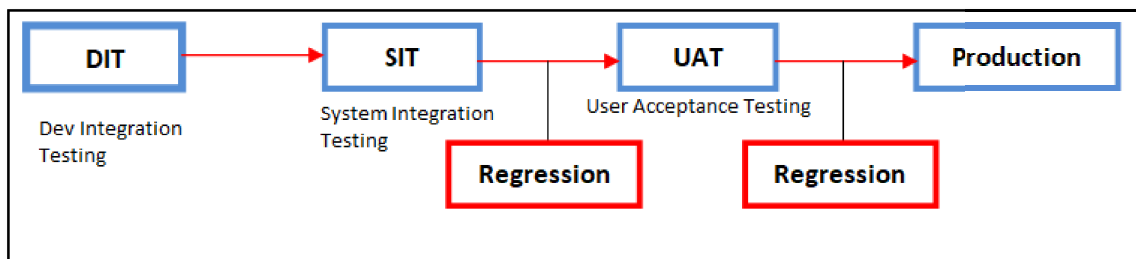 DIT
SIT
UAT
Production
Dev Integration
Testing
System Integration
Testing
User Acceptance Testing
Regression
Regression